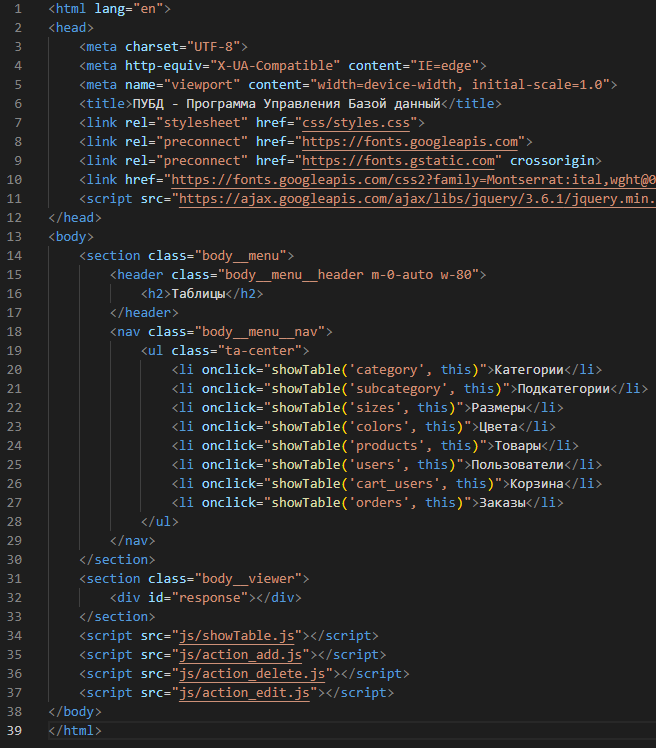 1 <html lang="en">
2 <head>
3 <meta charset="UTF-8">
4 <meta http-equiv="X-UA-Compatible" content="IE=edge">
5 <meta name="viewport" content="width=device-width, initial-scale=1.0">
6 <title>ПУБД - Программа Управления Базой данный</title>
7 <link rel="stylesheet" href="css/styles.css">
8 <link rel="preconnect" href="https://fonts.googleapis.com">
9 <link rel="preconnect" href="https://fonts.gstatic.com" crossorigin>
10 <link href="https://fonts.googleapis.com/css2?family=Montserrat:ital,wght@0
11 <script src="https://ajax.googleapis.com/ajax/libs/jquery/3.6.1/jquery.min.
12 </head>
13 <body>
14 <section class="body__menu">
15 <header class="body__menu__header m-0-auto w-80">
16 <h2>Таблицы</h2>
17 </header>
18 <nav class="body__menu__nav">
19 <ul class="ta-center">
20 <li onclick="showTable('category', this)">Категории</li>
21 <li onclick="showTable('subcategory', this)">Подкатегории</li>
22 <li onclick="showTable('sizes', this)">Размеры</li>
23 <li onclick="showTable('colors', this)">Цвета</li>
24 <li onclick="showTable('products', this)">Товары</li>
25 <li onclick="showTable('users', this)">Пользователи</li>
26 <li onclick="showTable('cart_users', this)">Корзина</li>
27 <li onclick="showTable('orders', this)">Заказы</li>
28 </ul>
29 </nav>
30 </section>
31 <section class="body__viewer">
32 <div id="response"></div>
33 </section>
34 <script src="js/showTable.js"></script>
35 <script src="js/action_add.js"></script>
36 <script src="js/action_delete.js"></script>
37 <script src="js/action_edit.js"></script>
38 </body>
39 </html>